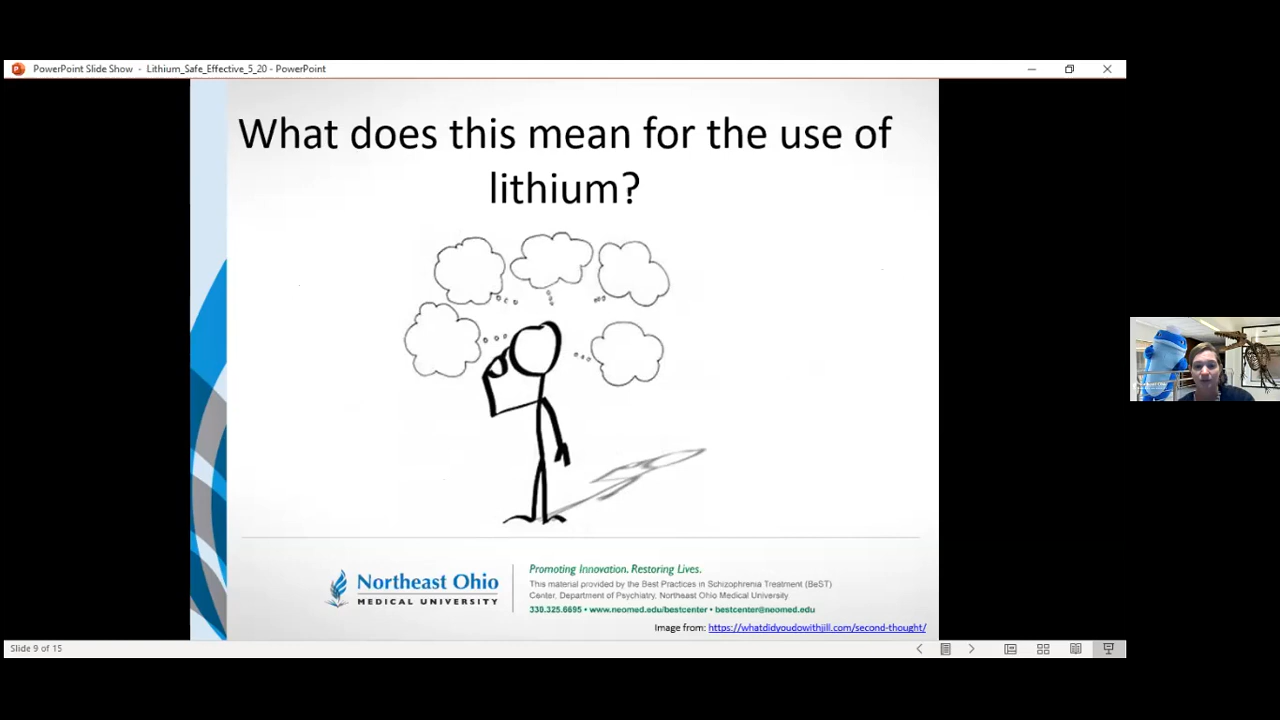 PowerPoint Slide Show - Lithium_Safe_Effective_5_20 - PowerPoint
What does this mean for the use of
lithium?
Northeast Ohio
MEDICAL UNIVERSITY
Promoting Innovation. Restoring Lives.
This material provided by the Best Practices in Schizophrenia Treatment (BeST)
Center, Department of Psychiatry, Northeast Ohio Medical University
330.325.6695 • www.neomed.edu/bestcenter • bestcenter@neomed.edu
Image from: https://whatdidyoudowithjill.com/second-thought/
Slide 9 of 15